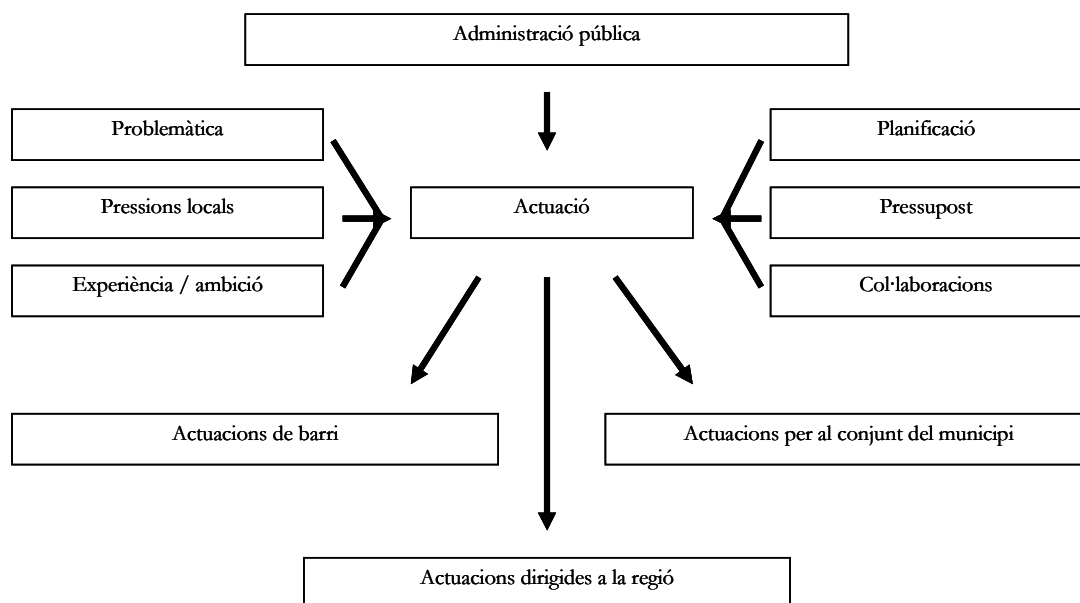 Administració pública
Problemàtica
Planificació
Pressions locals
Actuació
Pressupost
Experiència / ambició
Col·laboracions
Actuacions de barri
Actuacions per al conjunt del municipi
Actuacions dirigides a la regió